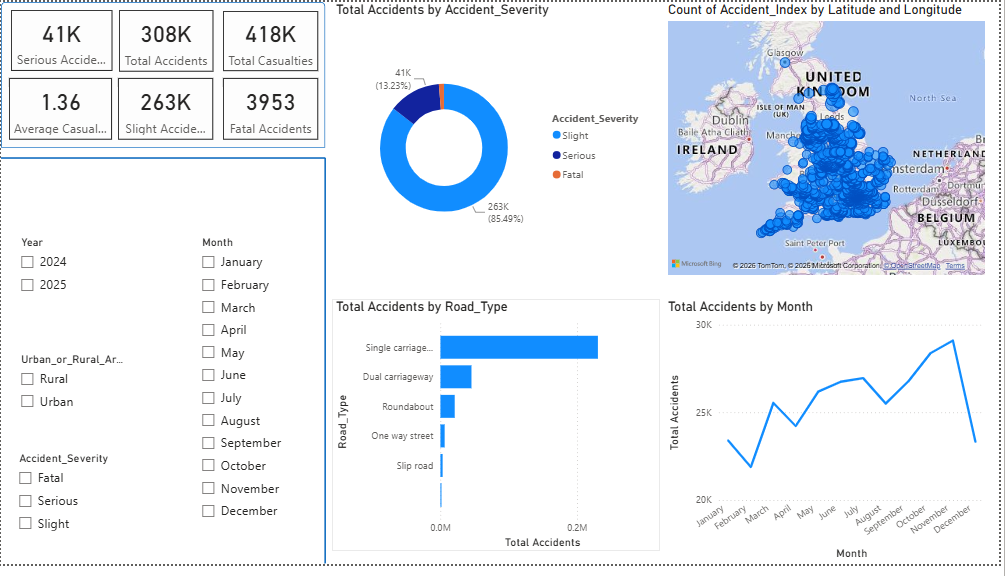 41K
Serious Accide...
308K
Total Accidents
418K
Total Casualties
1.36
Average Casual...
263K
Slight Accide...
3953
Fatal Accidents
Year
2024
2025
Urban_or_Rural_Ar...
Rural
Urban
Accident_Severity
Fatal
Serious
Slight
Month
January
February
March
April
May
June
July
August
September
October
November
December
Total Accidents by Accident_Severity
41K
(13.23%)
263K
(85.49%)
Accident_Severity
Slight
Serious
Fatal
Count of Accident_Index by Latitude and Longitude
Glasgow
UNITED
KINGDOM
North Sea
ISLE OF MAN
(UK)
Leeds
Dublin
Baile Átha Cliath
Manch
IRELAND
NETHERLAND
msterdam
Rotterdam
Dortmu
Düsseldorf
BELGIUM
LUXEMBOU
Saint Peter Port
Microsoft Bing
© 2026 TomTom, © 2026 Microsoft Corporation, © OpenStreetMap Terms
Total Accidents by Road_Type
Road_Type
Single carriage...
Dual carriageway
Roundabout
One way street
Slip road
0.0M
0.2M
Total Accidents
Total Accidents by Month
Total Accidents
30K
25K
20K
January
February
March
April
May
June
July
August
September
October
November
December
Month